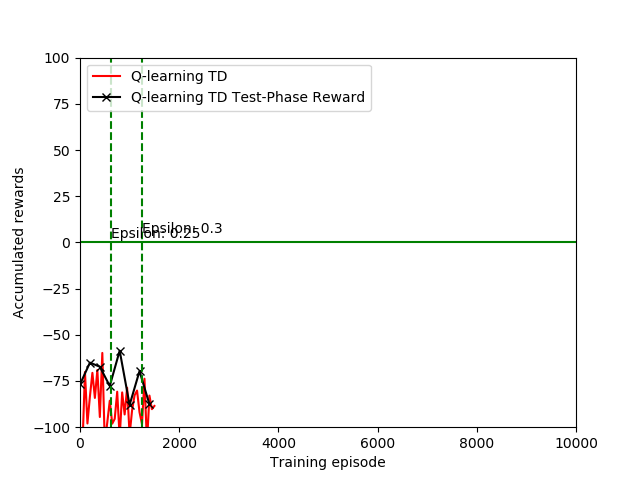 100
75
50
25
0
−25
−50
−75
−100
Accumulated rewards
Q-learning TD
Q-learning TD Test-Phase Reward
Epsilon: 0.3
Epsilon: 0.25
0
2000
4000
6000
8000
10000
Training episode